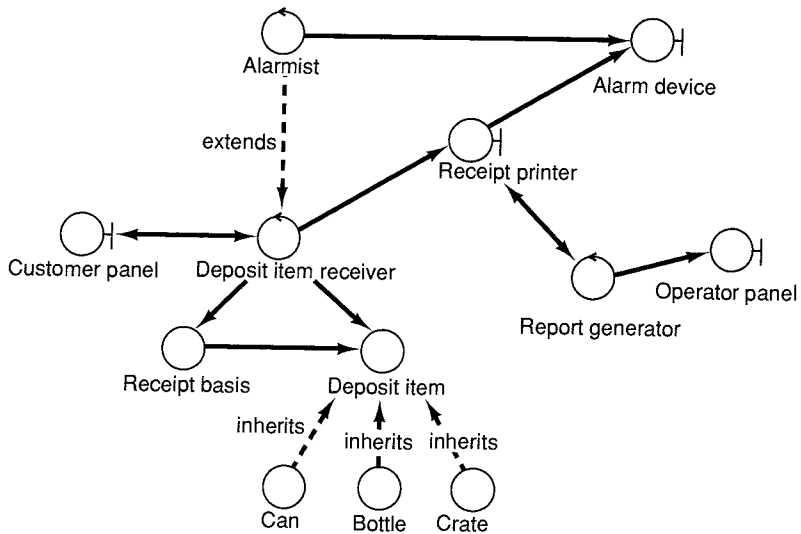 Alarmist
Alarm device
extends
Receipt printer
Customer panel
Deposit item receiver
Operator panel
Report generator
Receipt basis
Deposit item
inherits
inherits
inherits
Can
Bottle
Crate